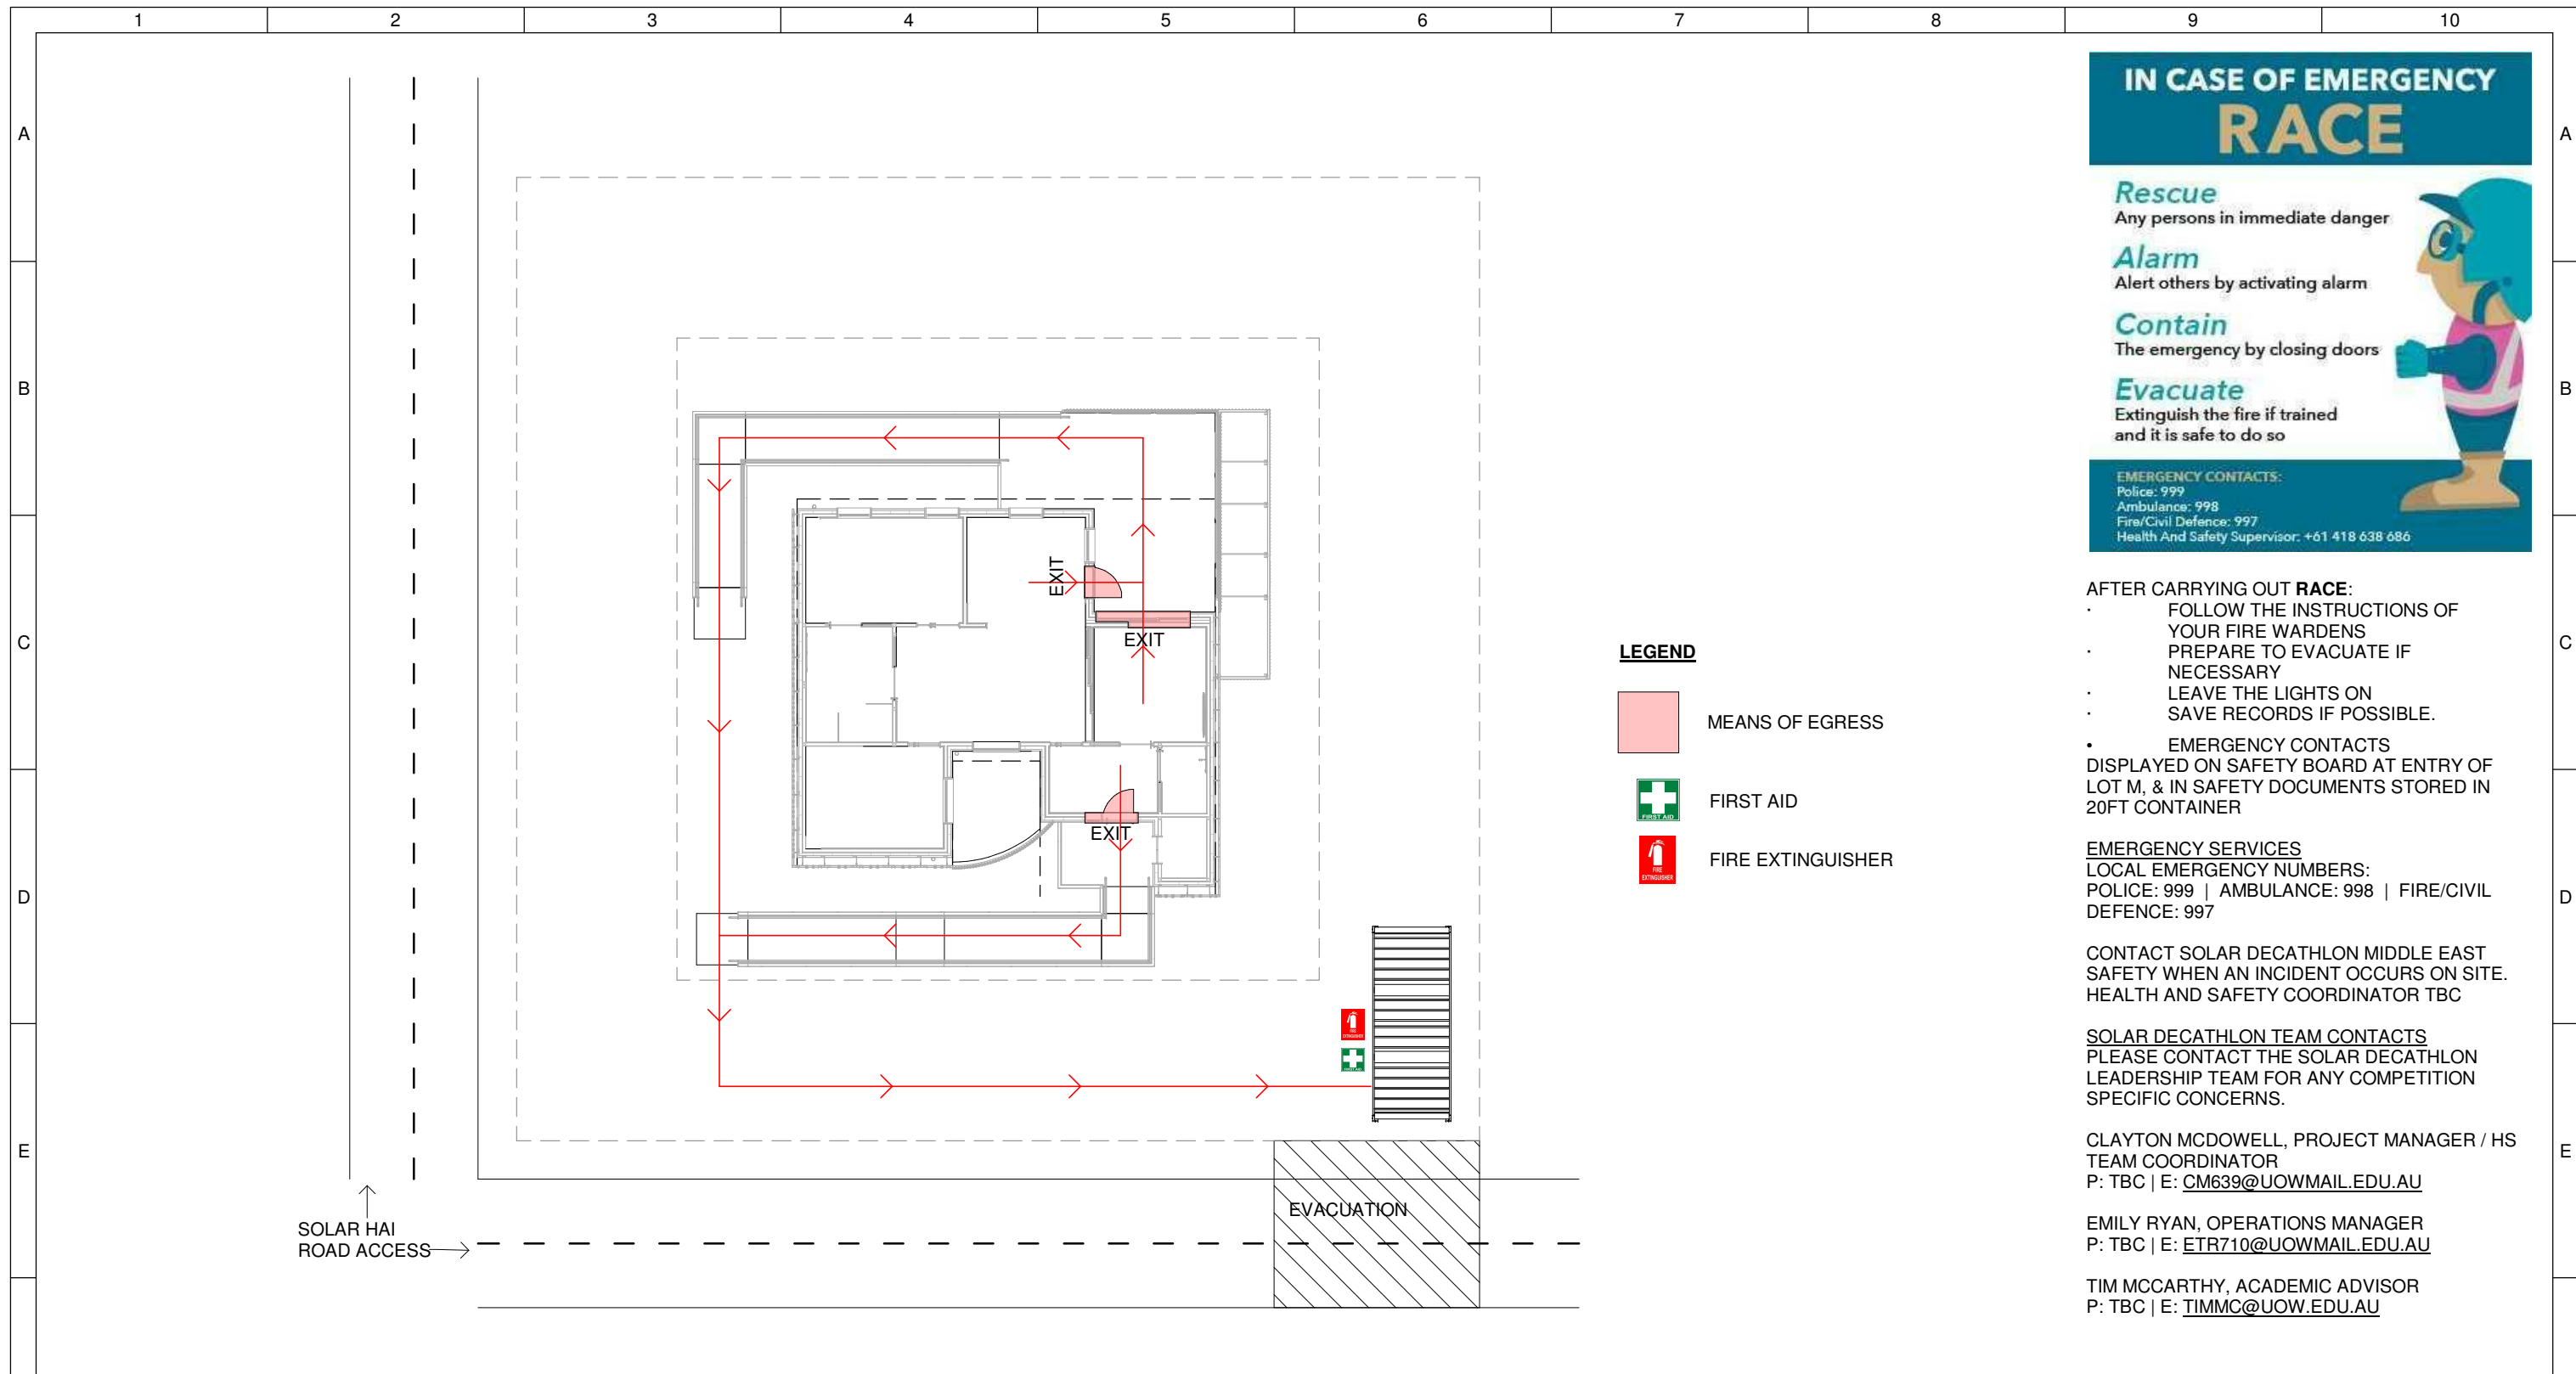 1 2 3 4 5 6 7 8 9 10
A
B
C
D
E
A
B
C
D
E
EXIT
EXIT
EXIT
SOLAR HAI
ROAD ACCESS
EVACUATION
LEGEND
MEANS OF EGRESS
FIRST AID
FIRST AID
FIRE
EXTINGUISHER
FIRE EXTINGUISHER
FIRE
EXTINGUISHER
FIRST AID
IN CASE OF EMERGENCY
RACE
Rescue
Any persons in immediate danger
Alarm
Alert others by activating alarm
Contain
The emergency by closing doors
Evacuate
Extinguish the fire if trained
and it is safe to do so
EMERGENCY CONTACTS:
Police: 999
Ambulance: 998
Fire/Civil Defence: 997
Health And Safety Supervisor: +61 418 638 686
AFTER CARRYING OUT RACE:
· FOLLOW THE INSTRUCTIONS OF
YOUR FIRE WARDENS
· PREPARE TO EVACUATE IF
NECESSARY
· LEAVE THE LIGHTS ON
· SAVE RECORDS IF POSSIBLE.
• EMERGENCY CONTACTS
DISPLAYED ON SAFETY BOARD AT ENTRY OF
LOT M, & IN SAFETY DOCUMENTS STORED IN
20FT CONTAINER
EMERGENCY SERVICES
LOCAL EMERGENCY NUMBERS:
POLICE: 999 | AMBULANCE: 998 | FIRE/CIVIL
DEFENCE: 997
CONTACT SOLAR DECATHLON MIDDLE EAST
SAFETY WHEN AN INCIDENT OCCURS ON SITE.
HEALTH AND SAFETY COORDINATOR TBC
SOLAR DECATHLON TEAM CONTACTS
PLEASE CONTACT THE SOLAR DECATHLON
LEADERSHIP TEAM FOR ANY COMPETITION
SPECIFIC CONCERNS.
CLAYTON MCDOWELL, PROJECT MANAGER / HS
TEAM COORDINATOR
P: TBC | E: CM639@UOWMAIL.EDU.AU
EMILY RYAN, OPERATIONS MANAGER
P: TBC | E: ETR710@UOWMAIL.EDU.AU
TIM MCCARTHY, ACADEMIC ADVISOR
P: TBC | E: TIMMC@UOW.EDU.AU